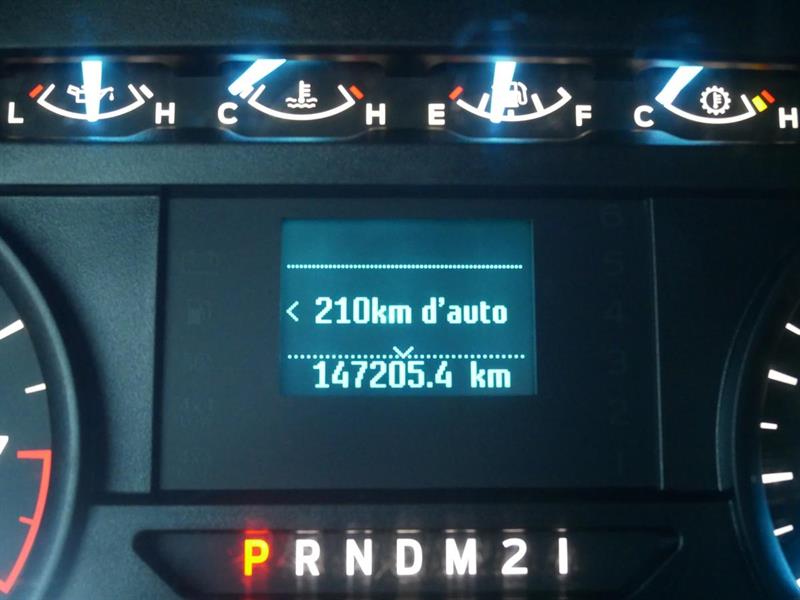 L H C H E F C H
< 210km d'auto
147205.4 km
P R N D M 2 1